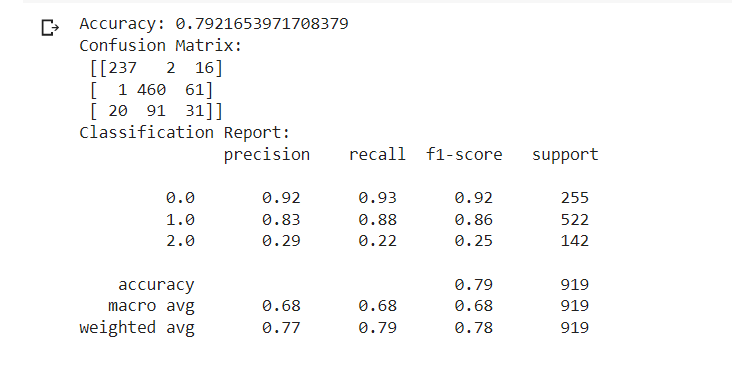 Accuracy: 0.7921653971708379
Confusion Matrix:
[[237 2 16]
[ 1 460 61]
[ 20 91 31]]
Classification Report:
precision recall f1-score support
0.0 0.92 0.93 0.92 255
1.0 0.83 0.88 0.86 522
2.0 0.29 0.22 0.25 142
accuracy 0.79 919
macro avg 0.68 0.68 0.68 919
weighted avg 0.77 0.79 0.78 919